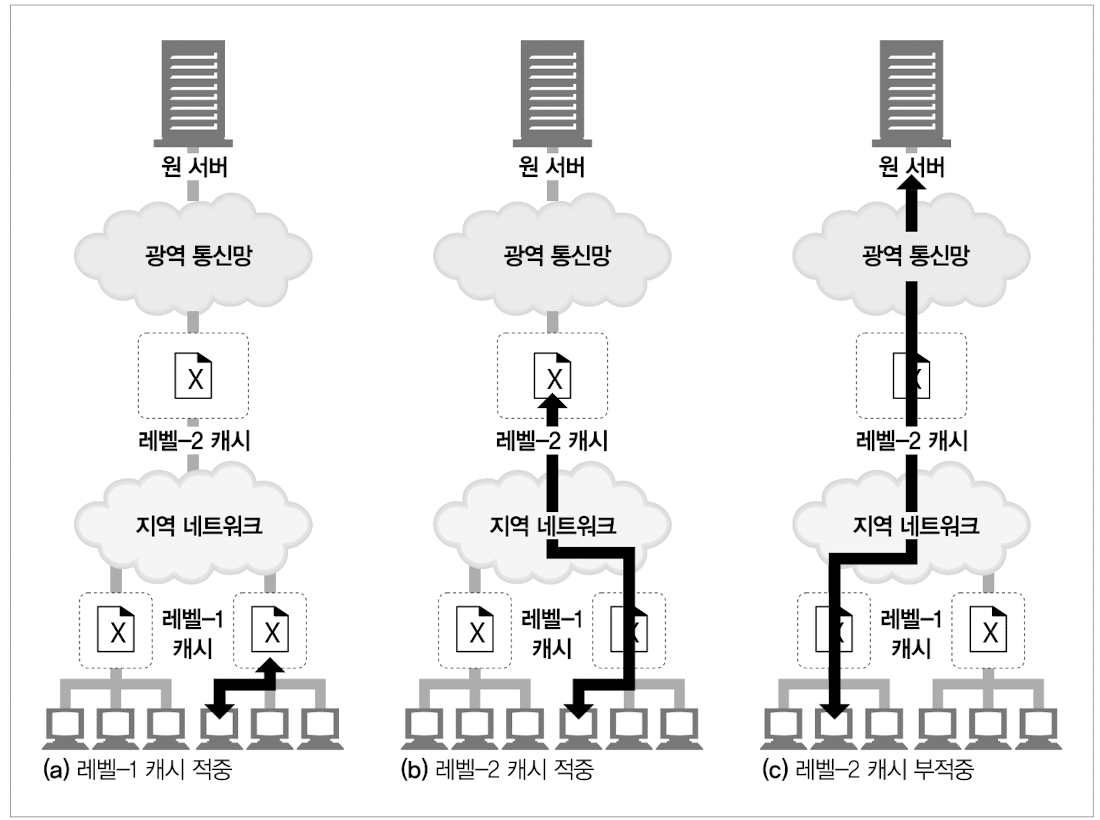 원 서버
광역 통신망
X
레벨–2 캐시
지역 네트워크
X
레벨–1
캐시
X
(a) 레벨–1 캐시 적중
원 서버
광역 통신망
X
레벨–2 캐시
지역 네트워크
X
레벨–1
캐시
X
(b) 레벨–2 캐시 적중
원 서버
광역 통신망
X
레벨–2 캐시
지역 네트워크
X
레벨–1
캐시
X
(c) 레벨–2 캐시 부적중